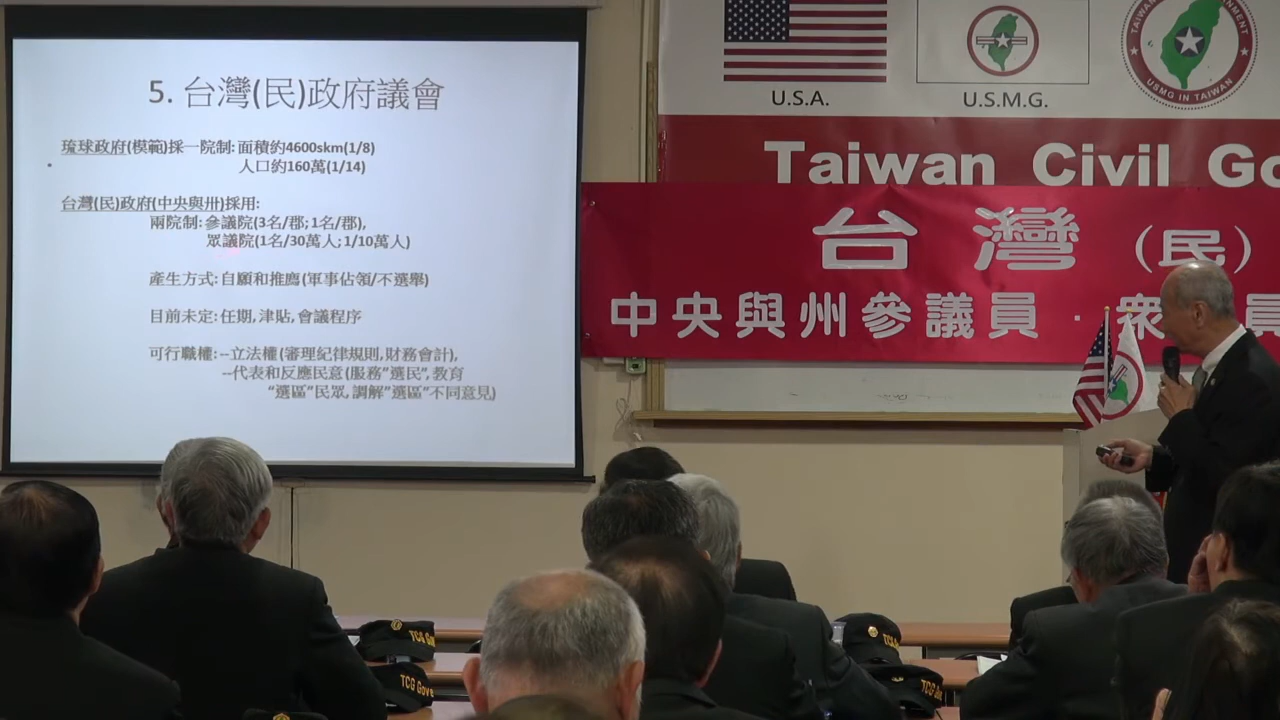 5. 台灣(民)政府議會
琉球政府(模範)採一院制: 面積約4600skm(1/8)
人口約160萬(1/14)
台灣(民)政府(中央與卅)採用:
兩院制: 參議院(3名/郡; 1名/郡),
眾議院(1名/30萬人; 1/10萬人)
產生方式: 自願和推薦(軍事佔領/不選舉)
目前未定: 任期, 津貼, 會議程序
可行職權: --立法權(審理紀律規則, 財務會計),
--代表和反應民意(服務"選民", 教育
"選區"民眾, 調解"選區"不同意見)
U.S.A.
U.S.M.G.
USMG IN TAIWAN
Taiwan Civil Go
台灣(民)
中央與州參議員・眾 員
TCG Gove
TCG Gove
TCG
TCG